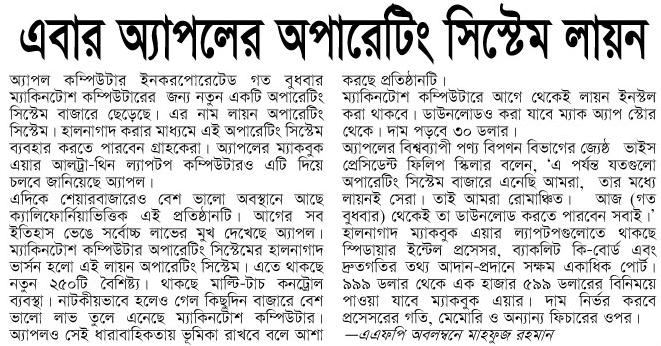 এবার অ্যাপলের অপারেটিং সিস্টেম লায়ন
অ্যাপল কম্পিউটার ইনকরপোরেটেড গত বুধবার
ম্যাকিনটোশ কম্পিউটারের জন্য নতুন একটি অপারেটিং
সিস্টেম বাজারে ছেড়েছে। এর নাম লায়ন অপারেটিং
সিস্টেম। হালনাগাদ করার মাধ্যমে এই অপারেটিং সিস্টেম
ব্যবহার করতে পারবেন গ্রাহকেরা। অ্যাপলের ম্যাকবুক
এয়ার আলট্রা-থিন ল্যাপটপ কম্পিউটারও এটি দিয়ে
চলবে জানিয়েছে অ্যাপল।
এদিকে শেয়ারবাজারেও বেশ ভালো অবস্থানে আছে
ক্যালিফোর্নিয়াভিত্তিক এই প্রতিষ্ঠানটি। আগের সব
ইতিহাস ভেঙে সর্বোচ্চ লাভের মুখ দেখেছে অ্যাপল।
ম্যাকিনটোশ কম্পিউটার অপারেটিং সিস্টেমের হালনাগাদ
ভার্সন হলো এই লায়ন অপারেটিং সিস্টেম। এতে থাকছে
নতুন ২৫০টি বৈশিষ্ট্য। থাকছে মাল্টি-টাচ কনট্রোল
ব্যবস্থা। নাটকীয়ভাবে হলেও গেল কিছুদিন বাজারে বেশ
ভালো লাভ তুলে এনেছে ম্যাকিনটোশ কম্পিউটার।
অ্যাপলও সেই ধারাবাহিকতায় ভূমিকা রাখবে বলে আশা
করছে প্রতিষ্ঠানটি।
ম্যাকিনটোশ কম্পিউটারে আগে থেকেই লায়ন ইনস্টল
করা থাকবে। ডাউনলোডও করা যাবে ম্যাক অ্যাপ স্টোর
থেকে। দাম পড়বে ৩০ ডলার।
অ্যাপলের বিশ্বব্যাপী পণ্য বিপণন বিভাগের জ্যেষ্ঠ ভাইস
প্রেসিডেন্ট ফিলিপ স্কিলার বলেন, ‘এ পর্যন্ত যতগুলো
অপারেটিং সিস্টেম বাজারে এনেছি আমরা, তার মধ্যে
লায়নই সেরা। তাই আমরা রোমাঞ্চিত। আজ (গত
বুধবার) থেকেই তা ডাউনলোড করতে পারবেন সবাই।’
হালনাগাদ ম্যাকবুক এয়ার ল্যাপটপগুলোতে থাকছে
স্পিডিয়ার ইন্টেল প্রসেসর, ব্যাকলিট কি-বোর্ড এবং
দ্রুতগতির তথ্য আদান-প্রদানে সক্ষম একাধিক পোর্ট।
৯৯৯ ডলার থেকে এক হাজার ৫৯৯ ডলারের বিনিময়ে
পাওয়া যাবে ম্যাকবুক এয়ার। দাম নির্ভর করবে
প্রসেসরের গতি, মেমোরি ও অন্যান্য ফিচারের ওপর।
—এএফপি অবলম্বনে মাহফুজ রহমান